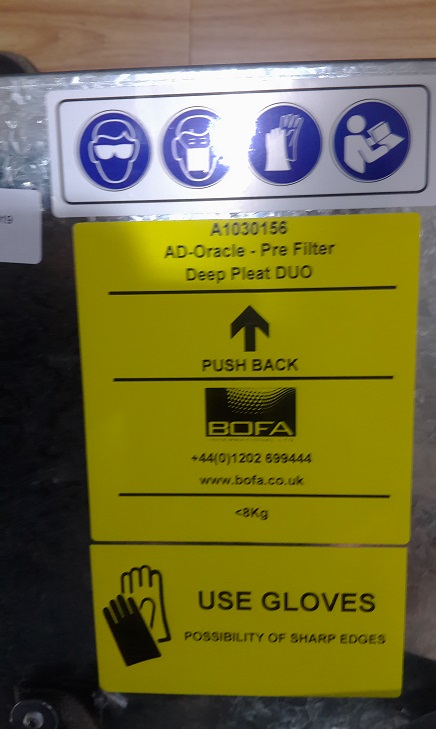 A1030156
AD-Oracle - Pre Filter
Deep Pleat DUO
PUSH BACK
BOFA
+44(0)1202 699444
www.bofa.co.uk
<8Kg
USE GLOVES
POSSIBILITY OF SHARP EDGES